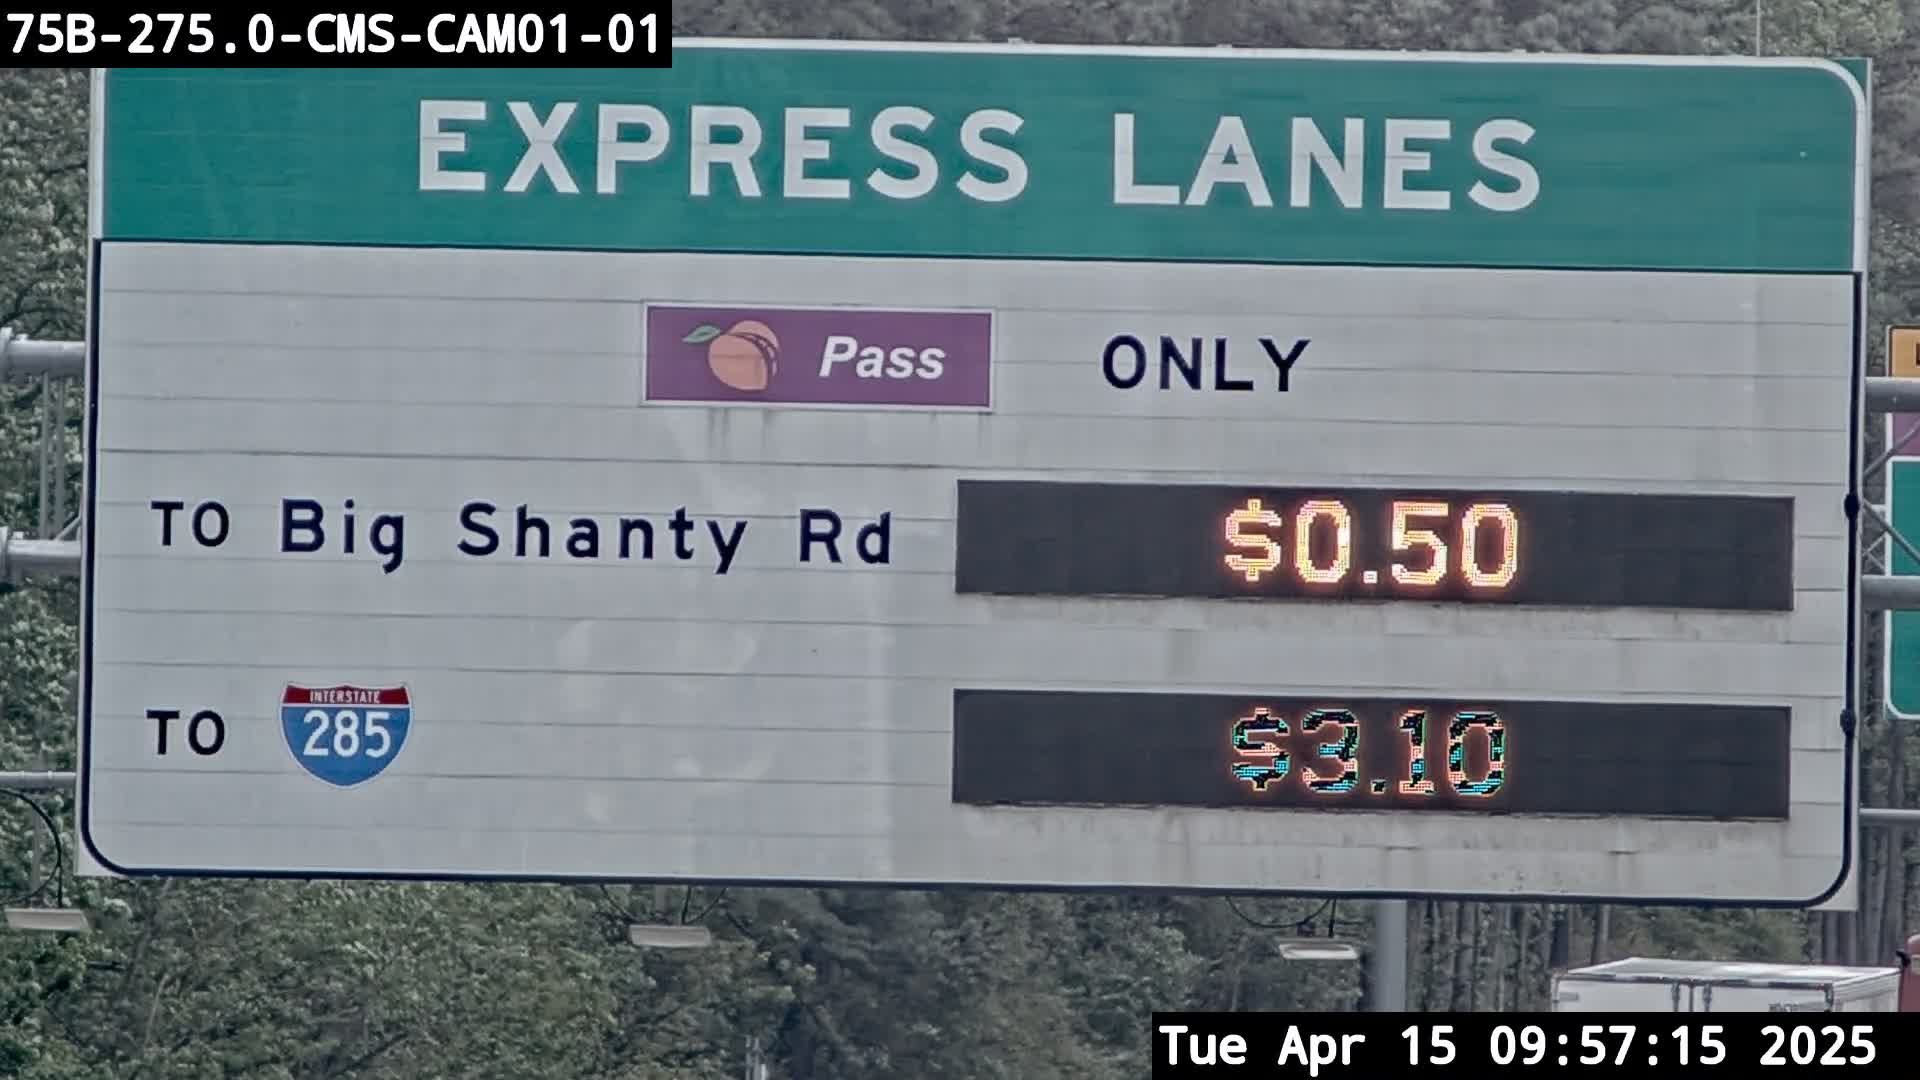 75B-275.0-CMS-CAM01-01
EXPRESS LANES
Pass ONLY
TO Big Shanty Rd $0.50
INTERSTATE
TO 285 $3.10
Tue Apr 15 09:57:15 2025